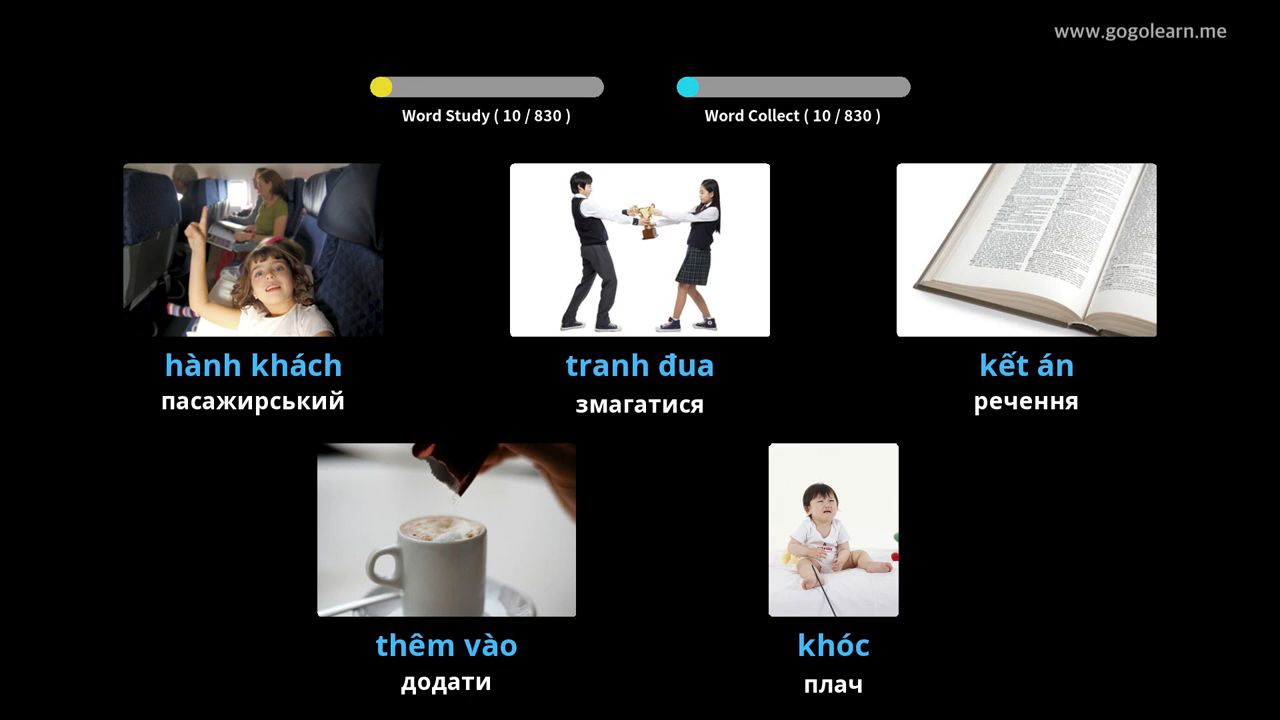 www.gogolearn.me
Word Study ( 10 / 830 )
Word Collect ( 10 / 830 )
hành khách
пасажирський
tranh đua
змагатися
kết án
речення
thêm vào
додати
khóc
плач